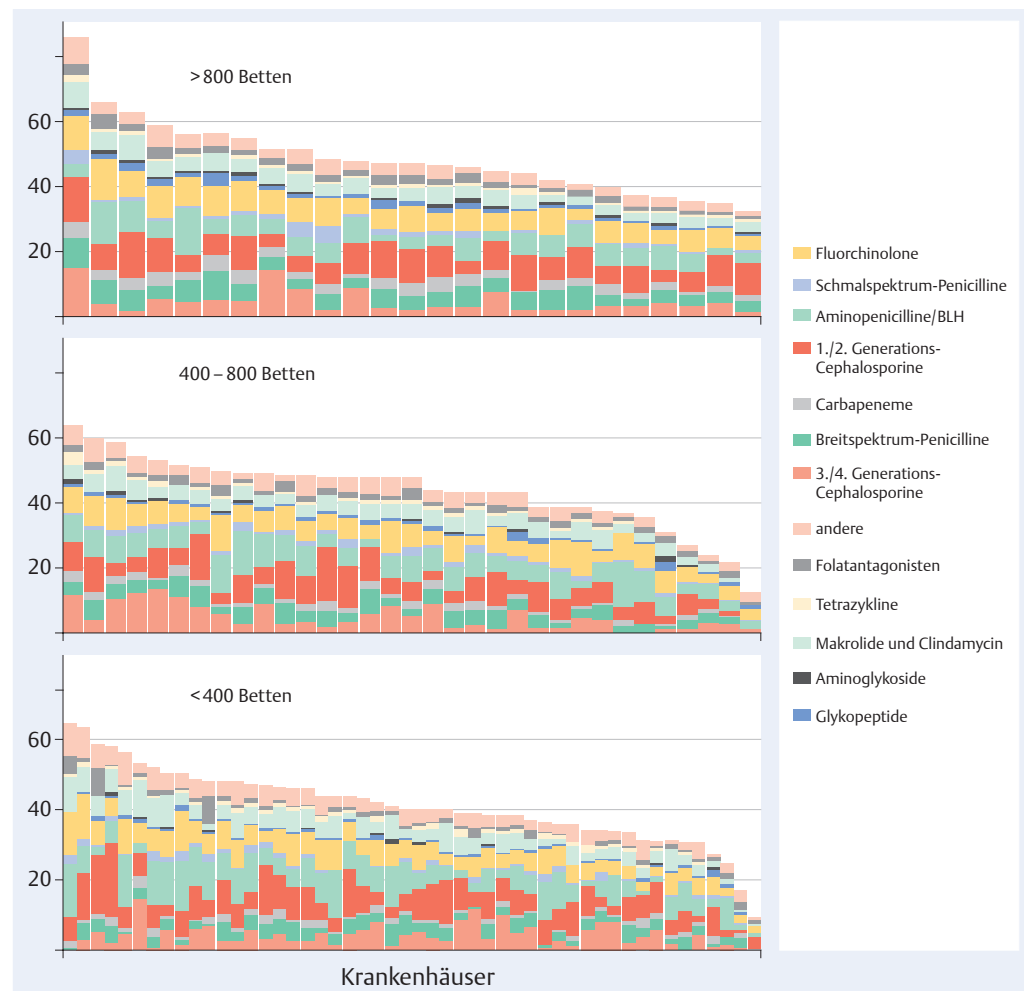 >800 Betten
60
40
20
400–800 Betten
60
40
20
<400 Betten
60
40
20
Krankenhäuser
Fluorchinolone
Schmalspektrum-Penicilline
Aminopenicilline/BLH
1./2. Generations-
Cephalosporine
Carbapeneme
Breitspektrum-Penicilline
3./4. Generations-
Cephalosporine
andere
Folatantagonisten
Tetrazykline
Makrolide und Clindamycin
Aminoglykoside
Glykopeptide